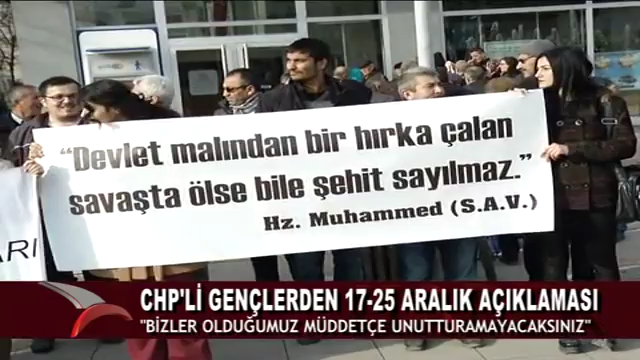 “Devlet malından bir hırka çalan
savaşta ölse bile şehit sayılmaz.”
Hz. Muhammed (S.A.V.)
ARI
CHP'Lİ GENÇLERDEN 17-25 ARALIK AÇIKLAMASI
"BİZLER OLDUĞUMUZ MÜDDETÇE UNUTTURAMAYACAKSINIZ"